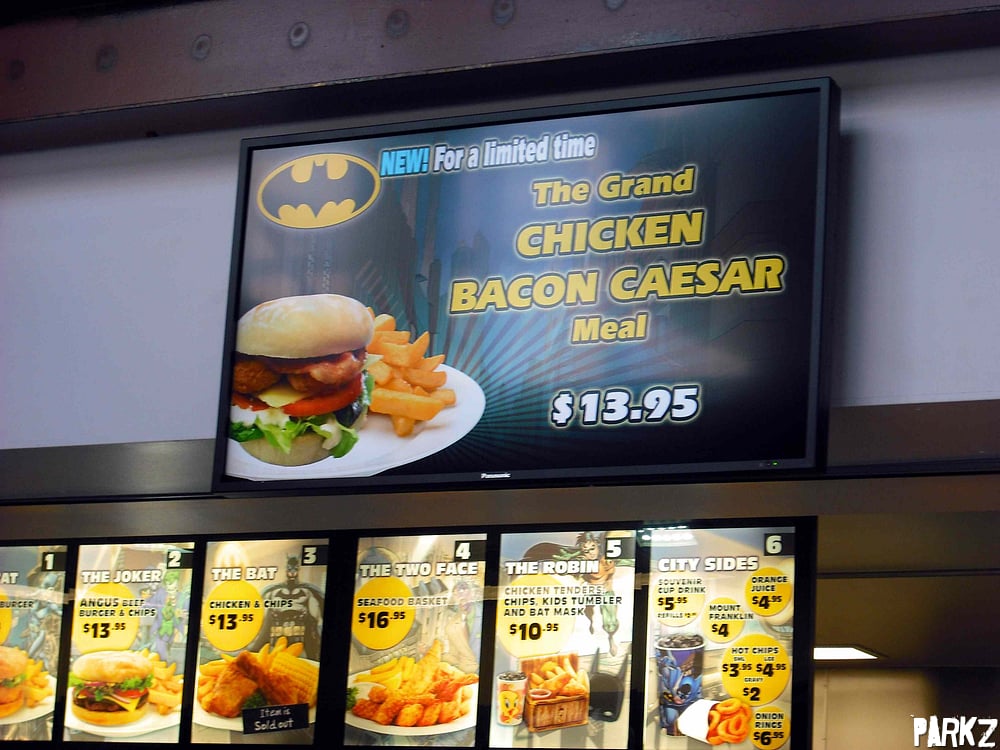 NEW! For a limited time
The Grand
CHICKEN
BACON CAESAR
Meal
$13.95
Panasonic
1
AT
BURGER
2
THE JOKER
ANGUS BEEF
BURGER & CHIPS
$13.95
3
THE BAT
CHICKEN & CHIPS
$13.95
Item is
Sold out
4
THE TWO FACE
SEAFOOD BASKET
$16.95
5
THE ROBIN
CHICKEN TENDERS,
CHIPS, KIDS TUMBLER
AND BAT MASK
$10.95
6
CITY SIDES
SOUVENIR
CUP DRINK
$5.95
ORANGE
JUICE
$4.95
MOUNT
FRANKLIN
$4
HOT CHIPS
SML LGE
$3.95 $4.95
GRAVY
$2
ONION
RINGS
$6.95
PARKZ